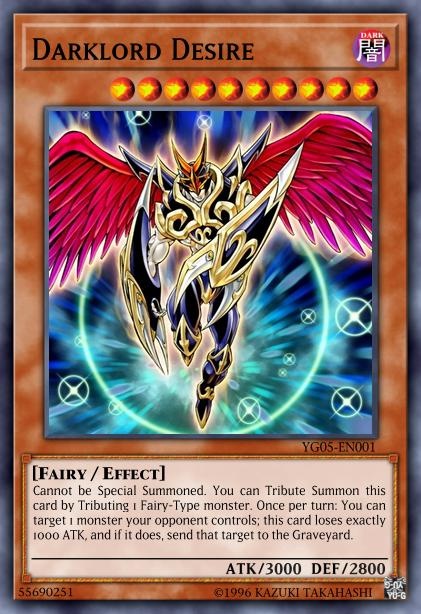 Darklord Desire
DARK
闇
YG05-EN001
[Fairy / Effect]
Cannot be Special Summoned. You can Tribute Summon this
card by Tributing 1 Fairy-Type monster. Once per turn: You can
target 1 monster your opponent controls; this card loses exactly
1000 ATK, and if it does, send that target to the Graveyard.
ATK/3000 DEF/2800
55690251
©1996 KAZUKI TAKAHASHI